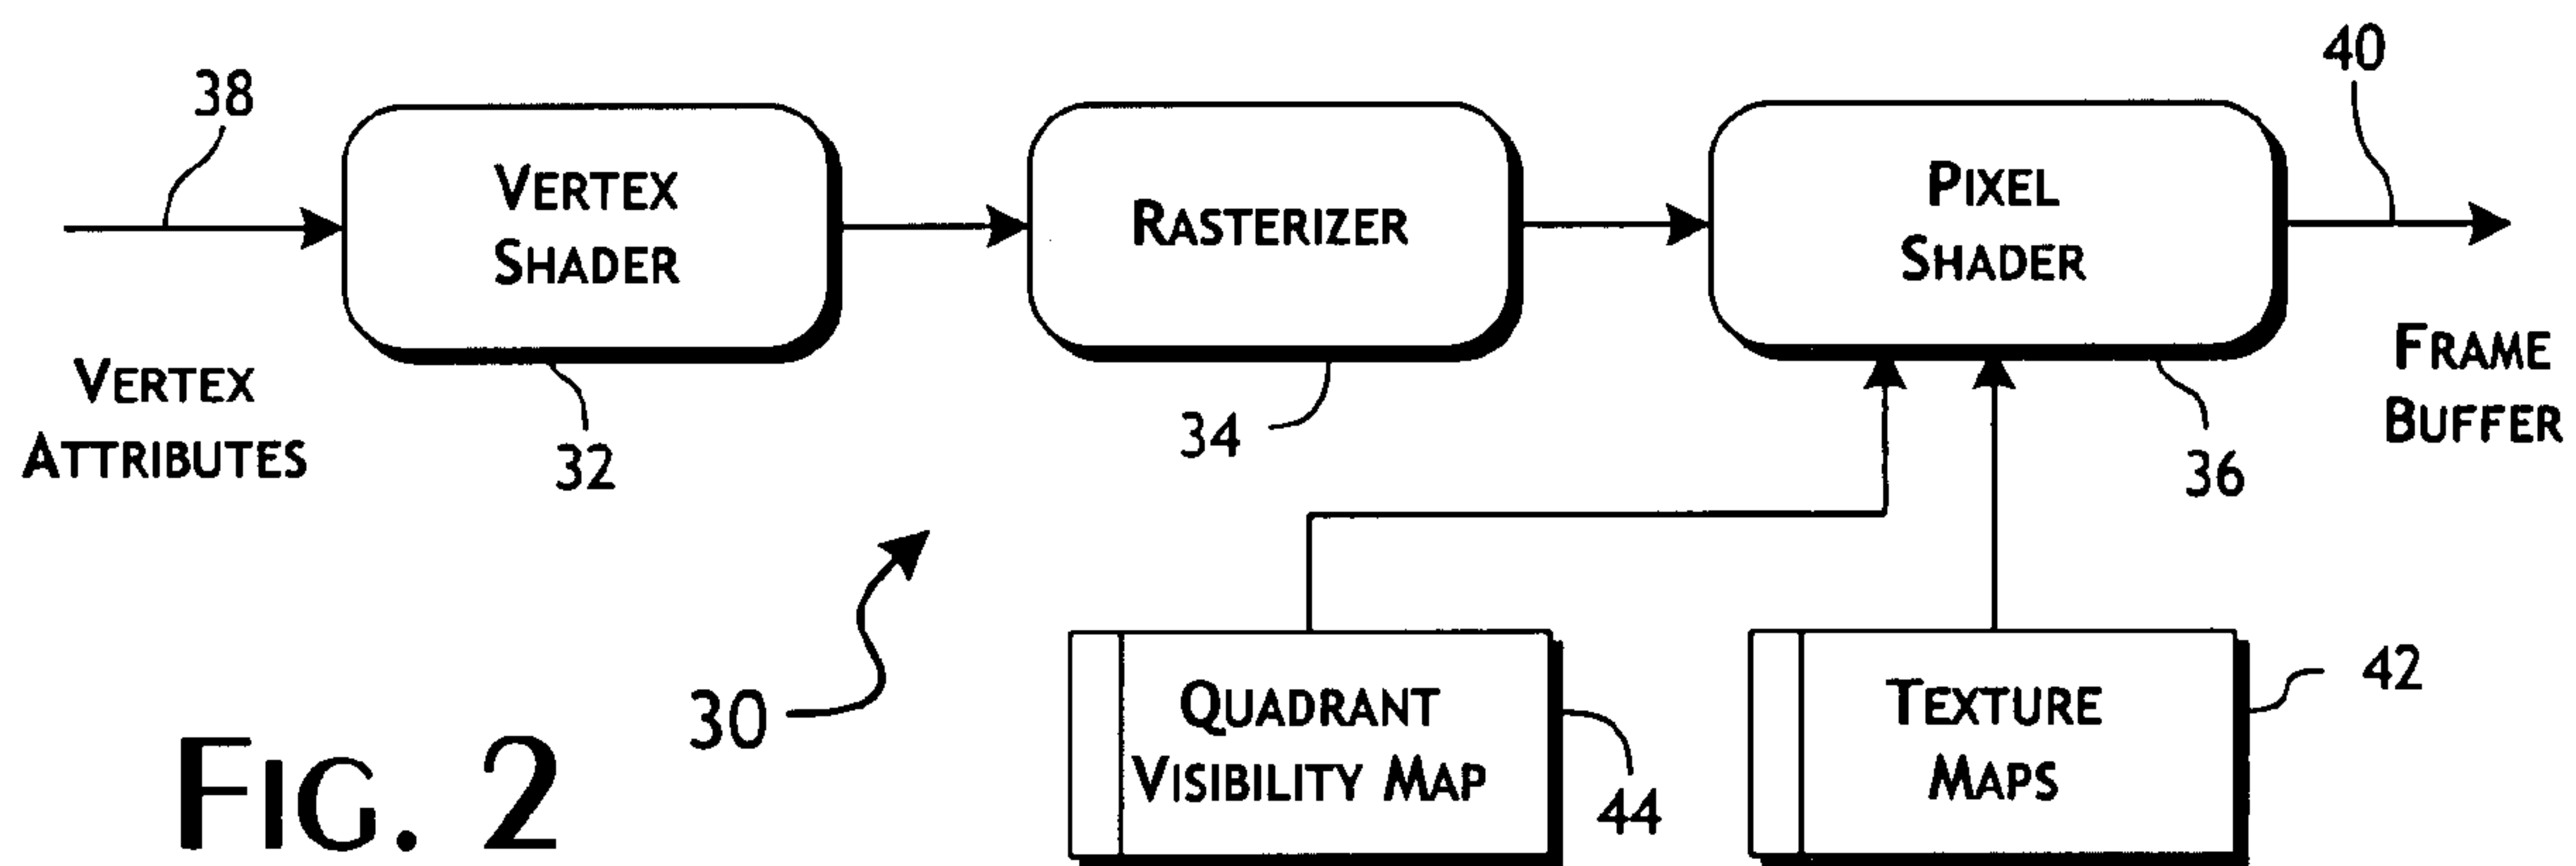 38
40
VERTEX
SHADER
RASTERIZER
PIXEL
SHADER
VERTEX
ATTRIBUTES
32
34
36
FRAME
BUFFER
30
QUADRANT
VISIBILITY MAP
44
TEXTURE
MAPS
42
FIG. 2